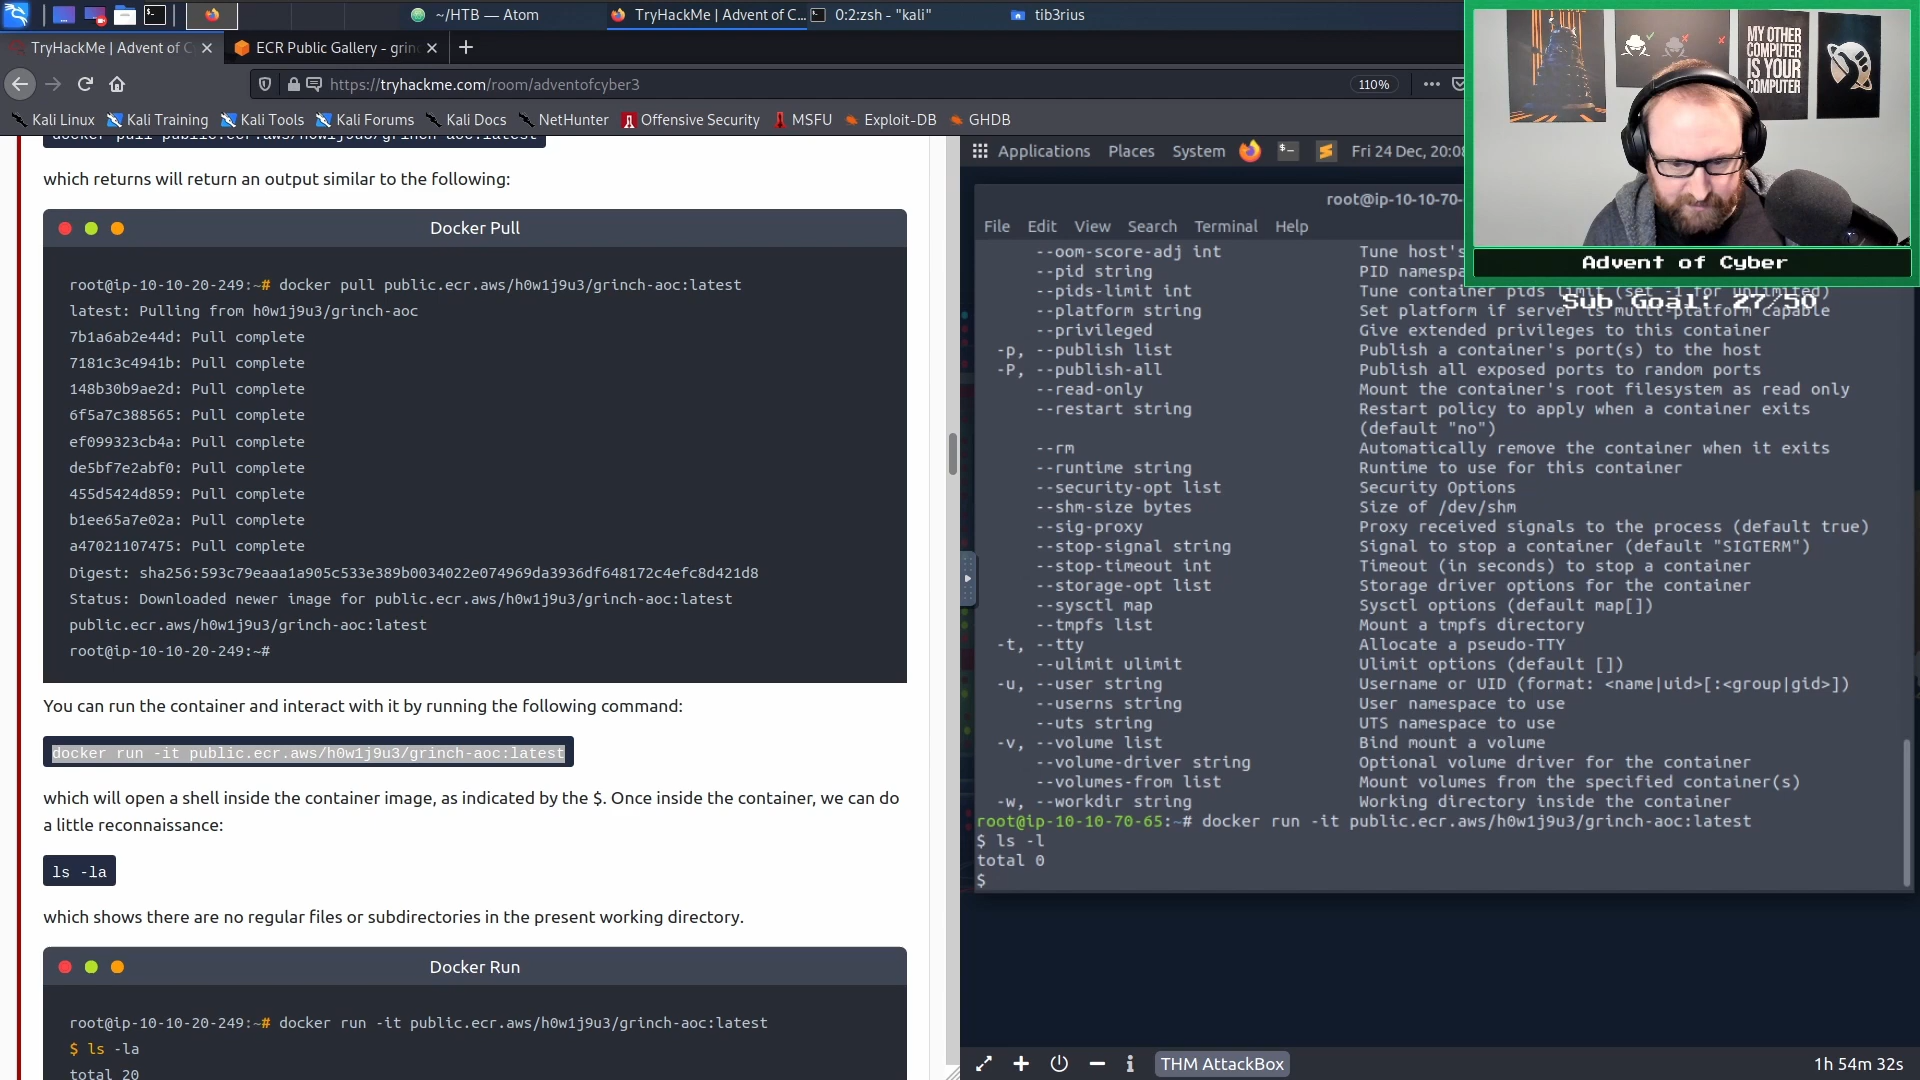 ~/HTB — Atom
TryHackMe | Advent of C...
0:2:zsh - "kali"
tib3rius
TryHackMe | Advent of C
ECR Public Gallery - grin
https://tryhackme.com/room/adventofcyber3
110%
Kali Linux
Kali Training
Kali Tools
Kali Forums
Kali Docs
NetHunter
Offensive Security
MSFU
Exploit-DB
GHDB
docker pull public.ecr.aws/h0w1j9u3/grinch-aoc:latest
which returns will return an output similar to the following:
Docker Pull
root@ip-10-10-20-249:~# docker pull public.ecr.aws/h0w1j9u3/grinch-aoc:latest
latest: Pulling from h0w1j9u3/grinch-aoc
7b1a6ab2e44d: Pull complete
7181c3c4941b: Pull complete
148b30b9ae2d: Pull complete
6f5a7c388565: Pull complete
ef099323cb4a: Pull complete
de5bf7e2abf0: Pull complete
455d5424d859: Pull complete
b1ee65a7e02a: Pull complete
a47021107475: Pull complete
Digest: sha256:593c79eaaa1a905c533e389b0034022e074969da3936df648172c4efc8d421d8
Status: Downloaded newer image for public.ecr.aws/h0w1j9u3/grinch-aoc:latest
public.ecr.aws/h0w1j9u3/grinch-aoc:latest
root@ip-10-10-20-249:~#
You can run the container and interact with it by running the following command:
docker run -it public.ecr.aws/h0w1j9u3/grinch-aoc:latest
which will open a shell inside the container image, as indicated by the $. Once inside the container, we can do
a little reconnaissance:
ls -la
which shows there are no regular files or subdirectories in the present working directory.
Docker Run
root@ip-10-10-20-249:~# docker run -it public.ecr.aws/h0w1j9u3/grinch-aoc:latest
$ ls -la
total 20
Applications Places System Fri 24 Dec, 20:08
root@ip-10-10-70-
File Edit View Search Terminal Help
--oom-score-adj int Tune host's
--pid string PID namespa
--pids-limit int Tune container pids limit (set -1 for unlimited)
--platform string Set platform if server is multi-platform capable
--privileged Give extended privileges to this container
-p, --publish list Publish a container's port(s) to the host
-P, --publish-all Publish all exposed ports to random ports
--read-only Mount the container's root filesystem as read only
--restart string Restart policy to apply when a container exits
(default "no")
--rm Automatically remove the container when it exits
--runtime string Runtime to use for this container
--security-opt list Security Options
--shm-size bytes Size of /dev/shm
--sig-proxy Proxy received signals to the process (default true)
--stop-signal string Signal to stop a container (default "SIGTERM")
--stop-timeout int Timeout (in seconds) to stop a container
--storage-opt list Storage driver options for the container
--sysctl map Sysctl options (default map[])
--tmpfs list Mount a tmpfs directory
-t, --tty Allocate a pseudo-TTY
--ulimit ulimit Ulimit options (default [])
-u, --user string Username or UID (format: <name|uid>[:<group|gid>])
--userns string User namespace to use
--uts string UTS namespace to use
-v, --volume list Bind mount a volume
--volume-driver string Optional volume driver for the container
--volumes-from list Mount volumes from the specified container(s)
-w, --workdir string Working directory inside the container
root@ip-10-10-70-65:~# docker run -it public.ecr.aws/h0w1j9u3/grinch-aoc:latest
$ ls -l
total 0
$
THM AttackBox
1h 54m 32s
MY OTHER
COMPUTER
IS YOUR
COMPUTER
Advent of Cyber
Sub Goal: 27/50